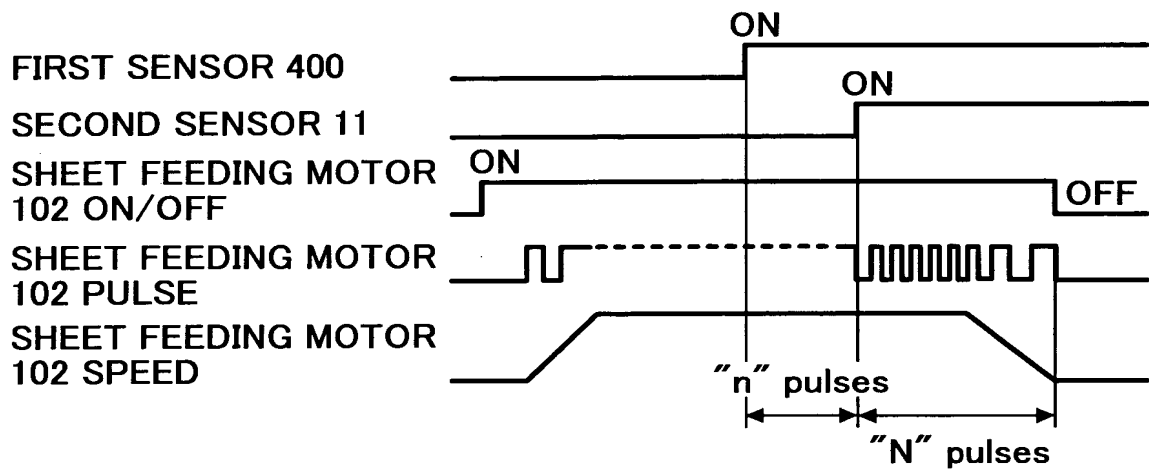 ON
FIRST SENSOR 400
ON
SECOND SENSOR 11
ON
SHEET FEEDING MOTOR
102 ON/OFF
OFF
SHEET FEEDING MOTOR
102 PULSE
SHEET FEEDING MOTOR
102 SPEED
"n" pulses
"N" pulses